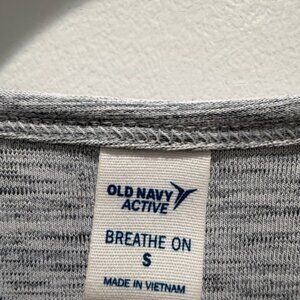 OLD NAVY
ACTIVE
BREATHE ON
S
MADE IN VIETNAM